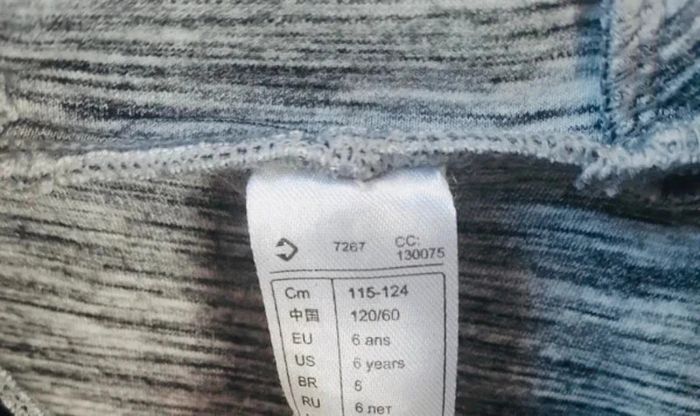 7267 CC: 130075
Cm 115-124
中国 120/60
EU 6 ans
US 6 years
BR 6
RU 6 лет